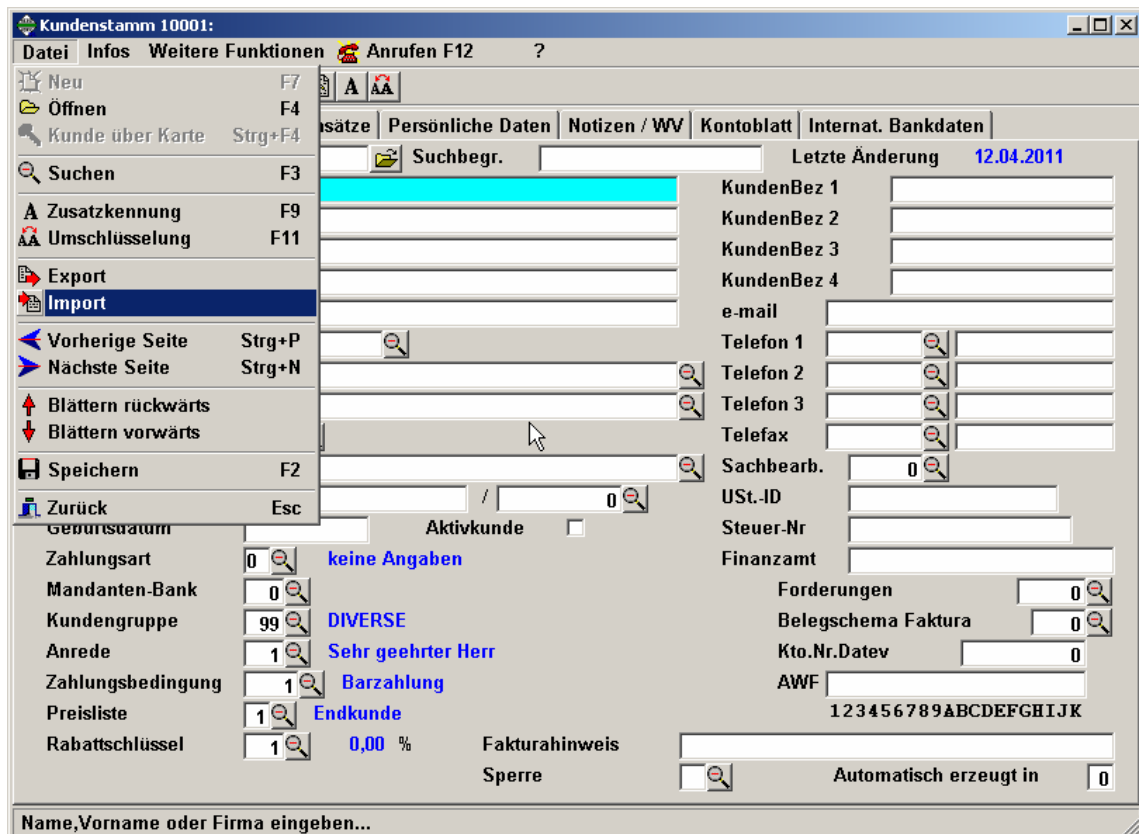 Kundenstamm 10001:
Datei Infos Weitere Funktionen Anrufen F12 ?
Neu F7
Öffnen F4
Kunde über Karte Strg+F4
Suchen F3
A Zusatzkennung F9
ÄÄ Umschlüsselung F11
Export
Import
Vorherige Seite Strg+P
Nächste Seite Strg+N
Blättern rückwärts
Blättern vorwärts
Speichern F2
Zurück Esc
A ÄÄ
sätze Persönliche Daten Notizen / WV Kontoblatt Internat. Bankdaten
Suchbegr. Letzte Änderung 12.04.2011
KundenBez 1
KundenBez 2
KundenBez 3
KundenBez 4
e-mail
Telefon 1
Telefon 2
Telefon 3
Telefax
Sachbearb. 0
/ 0 USt.-ID
Geburtsdatum Aktivkunde Steuer-Nr
Zahlungsart 0 keine Angaben Finanzamt
Mandanten-Bank 0 Forderungen 0
Kundengruppe 99 DIVERSE Belegschema Faktura 0
Anrede 1 Sehr geehrter Herr Kto.Nr.Datev 0
Zahlungsbedingung 1 Barzahlung AWF
Preisliste 1 Endkunde 123456789ABCDEFGHIJK
Rabattschlüssel 1 0,00 % Fakturahinweis
Sperre Automatisch erzeugt in 0
Name,Vorname oder Firma eingeben...